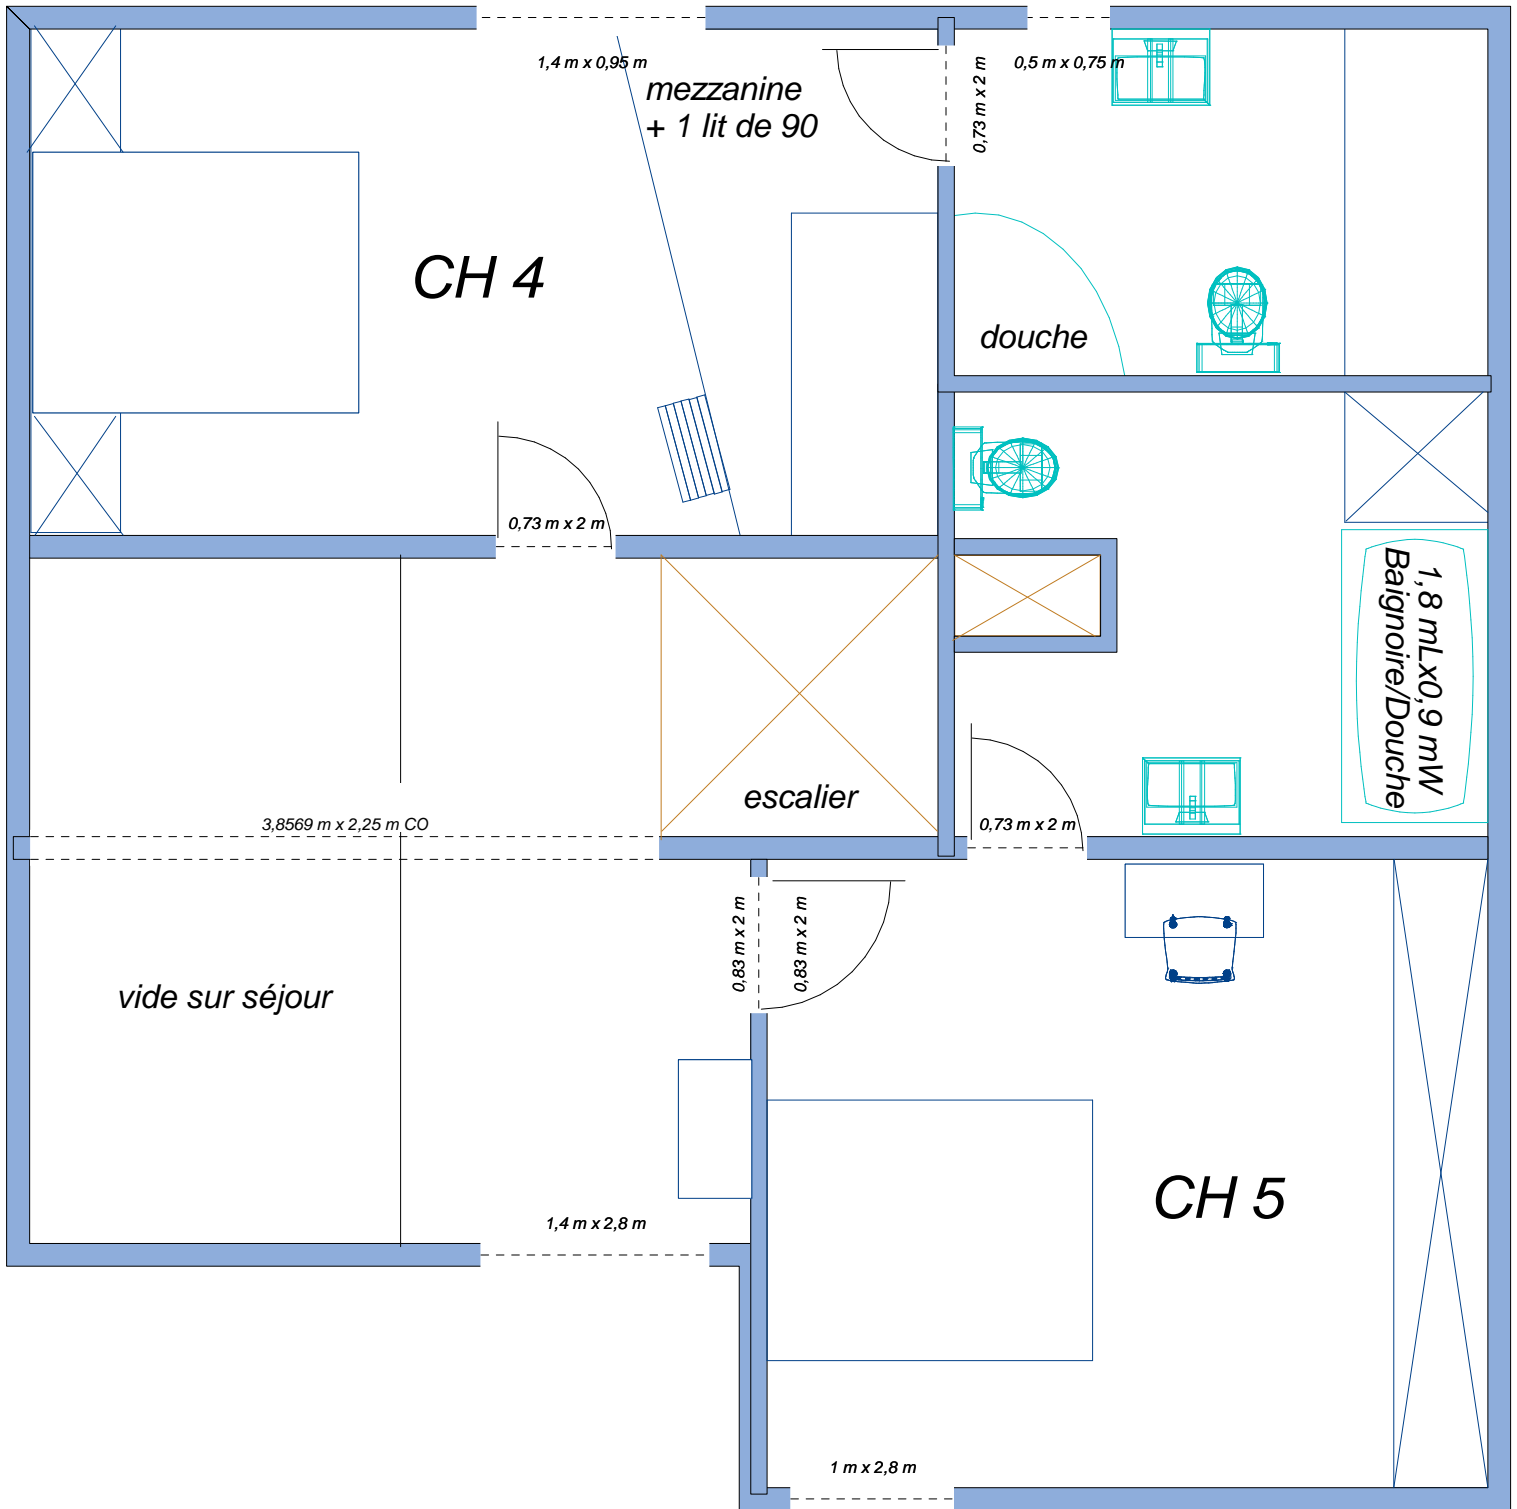 1,4 m x 0,95 m
0,5 m x 0,75 m
mezzanine
+ 1 lit de 90
0,73 m x 2 m
CH 4
douche
0,73 m x 2 m
1,8 mLx0,9 mW
Baignoire/Douche
escalier
3,8569 m x 2,25 m CO
0,73 m x 2 m
0,83 m x 2 m
0,83 m x 2 m
vide sur séjour
CH 5
1,4 m x 2,8 m
1 m x 2,8 m